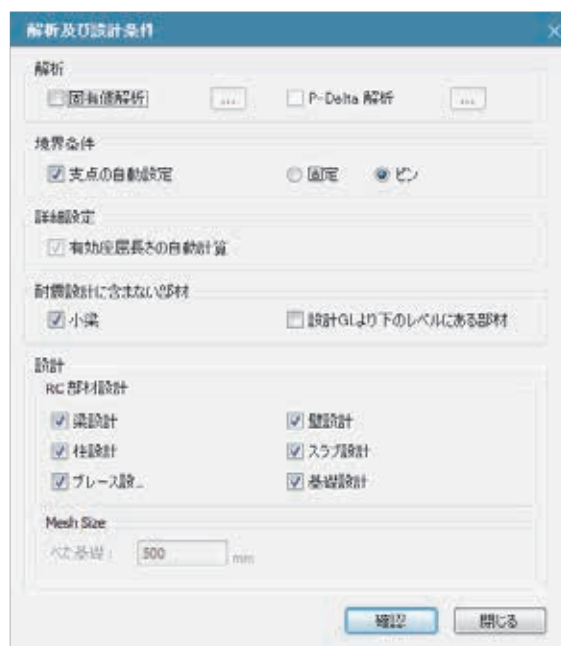 解析及び設計条件
解析
固有値解析 ... P-Delta 解析 ...
境界条件
支点の自動設定 固定 ピン
詳細設定
有効座屈長さの自動計算
耐震設計に含まない部材
小梁 設計GLより下のレベルにある部材
設計
RC 部材設計
梁設計 壁設計
柱設計 スラブ設計
ブレース設... 基礎設計
Mesh Size
べた基礎 : 500 mm
確認 閉じる